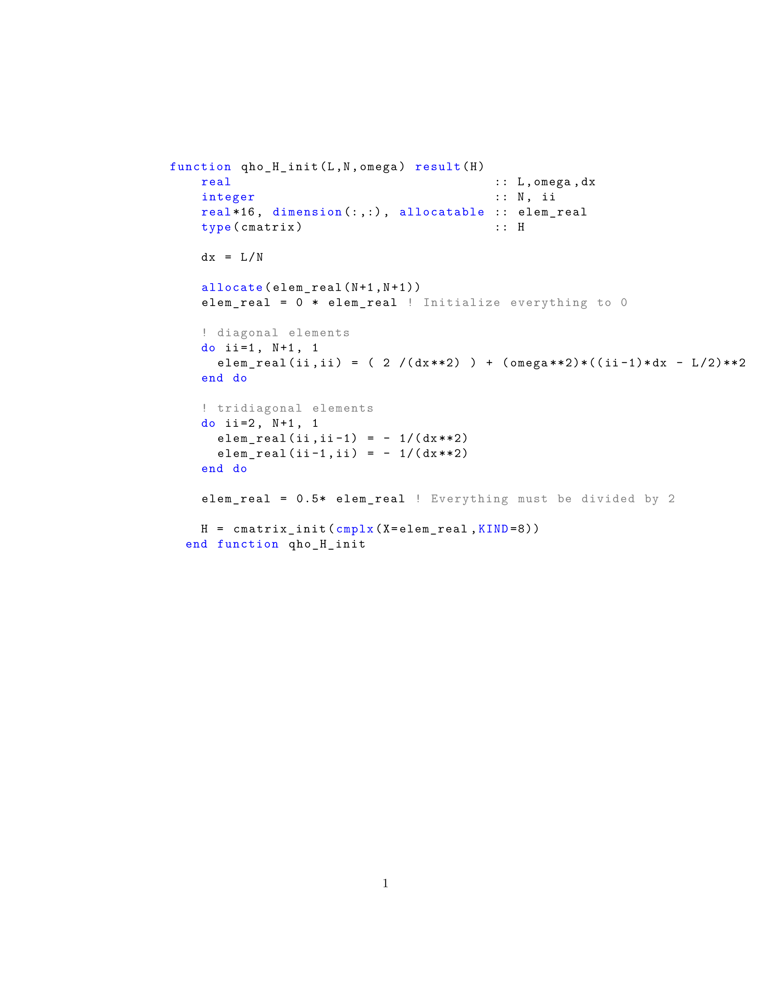 function qho_H_init(L,N,omega) result(H)
    real                                 :: L,omega,dx
    integer                              :: N, ii
    real*16, dimension(:,:), allocatable :: elem_real
    type(cmatrix)                        :: H

    dx = L/N

    allocate(elem_real(N+1,N+1))
    elem_real = 0 * elem_real ! Initialize everything to 0

    ! diagonal elements
    do ii=1, N+1, 1
      elem_real(ii,ii) = ( 2 /(dx**2) ) + (omega**2)*((ii-1)*dx - L/2)**2
    end do

    ! tridiagonal elements
    do ii=2, N+1, 1
      elem_real(ii,ii-1) = - 1/(dx**2)
      elem_real(ii-1,ii) = - 1/(dx**2)
    end do

    elem_real = 0.5* elem_real ! Everything must be divided by 2

    H = cmatrix_init(cmplx(X=elem_real,KIND=8))
  end function qho_H_init
1